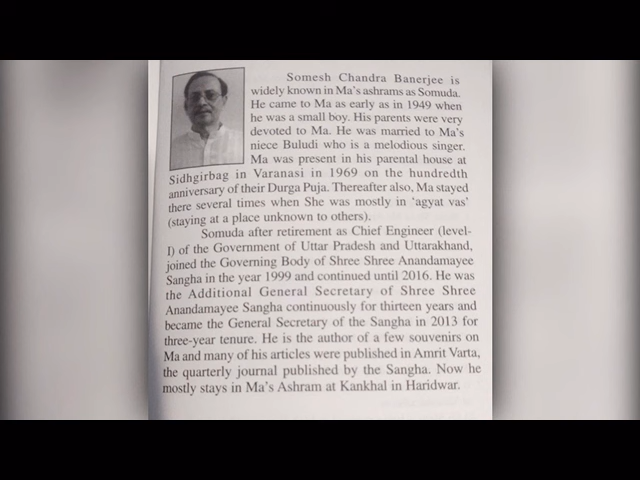 Somesh Chandra Banerjee is
widely known in Ma's ashrams as Somuda.
He came to Ma as early as in 1949 when
he was a small boy. His parents were very
devoted to Ma. He was married to Ma's
niece Buludi who is a melodious singer.
Ma was present in his parental house at
Sidhgirbag in Varanasi in 1969 on the hundredth
anniversary of their Durga Puja. Thereafter also, Ma stayed
there several times when She was mostly in 'agyat vas'
(staying at a place unknown to others).
Somuda after retirement as Chief Engineer (level-
I) of the Government of Uttar Pradesh and Uttarakhand,
joined the Governing Body of Shree Shree Anandamayee
Sangha in the year 1999 and continued until 2016. He was
the Additional General Secretary of Shree Shree
Anandamayee Sangha continuously for thirteen years and
became the General Secretary of the Sangha in 2013 for
three-year tenure. He is the author of a few souvenirs on
Ma and many of his articles were published in Amrit Varta,
the quarterly journal published by the Sangha. Now he
mostly stays in Ma's Ashram at Kankhal in Haridwar.